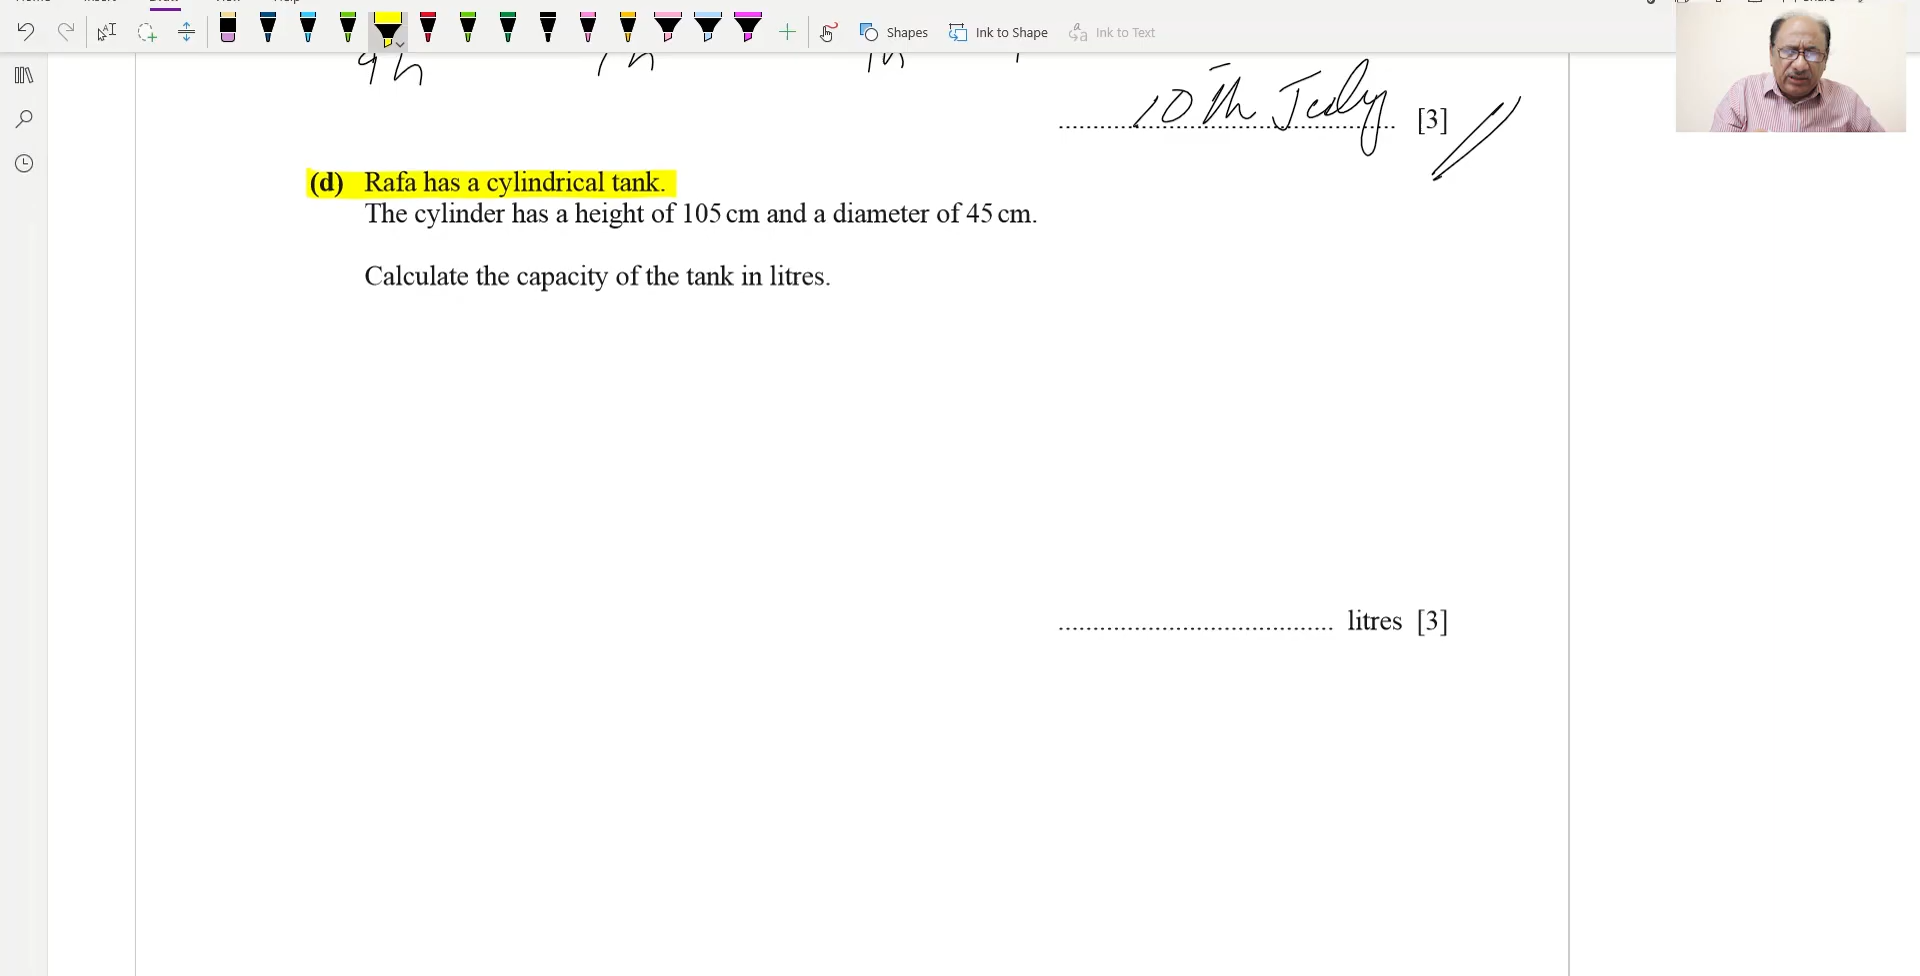 Shapes
Ink to Shape
Ink to Text
10th July [3]
(d) Rafa has a cylindrical tank.
The cylinder has a height of 105 cm and a diameter of 45 cm.
Calculate the capacity of the tank in litres.
.......................................... litres [3]